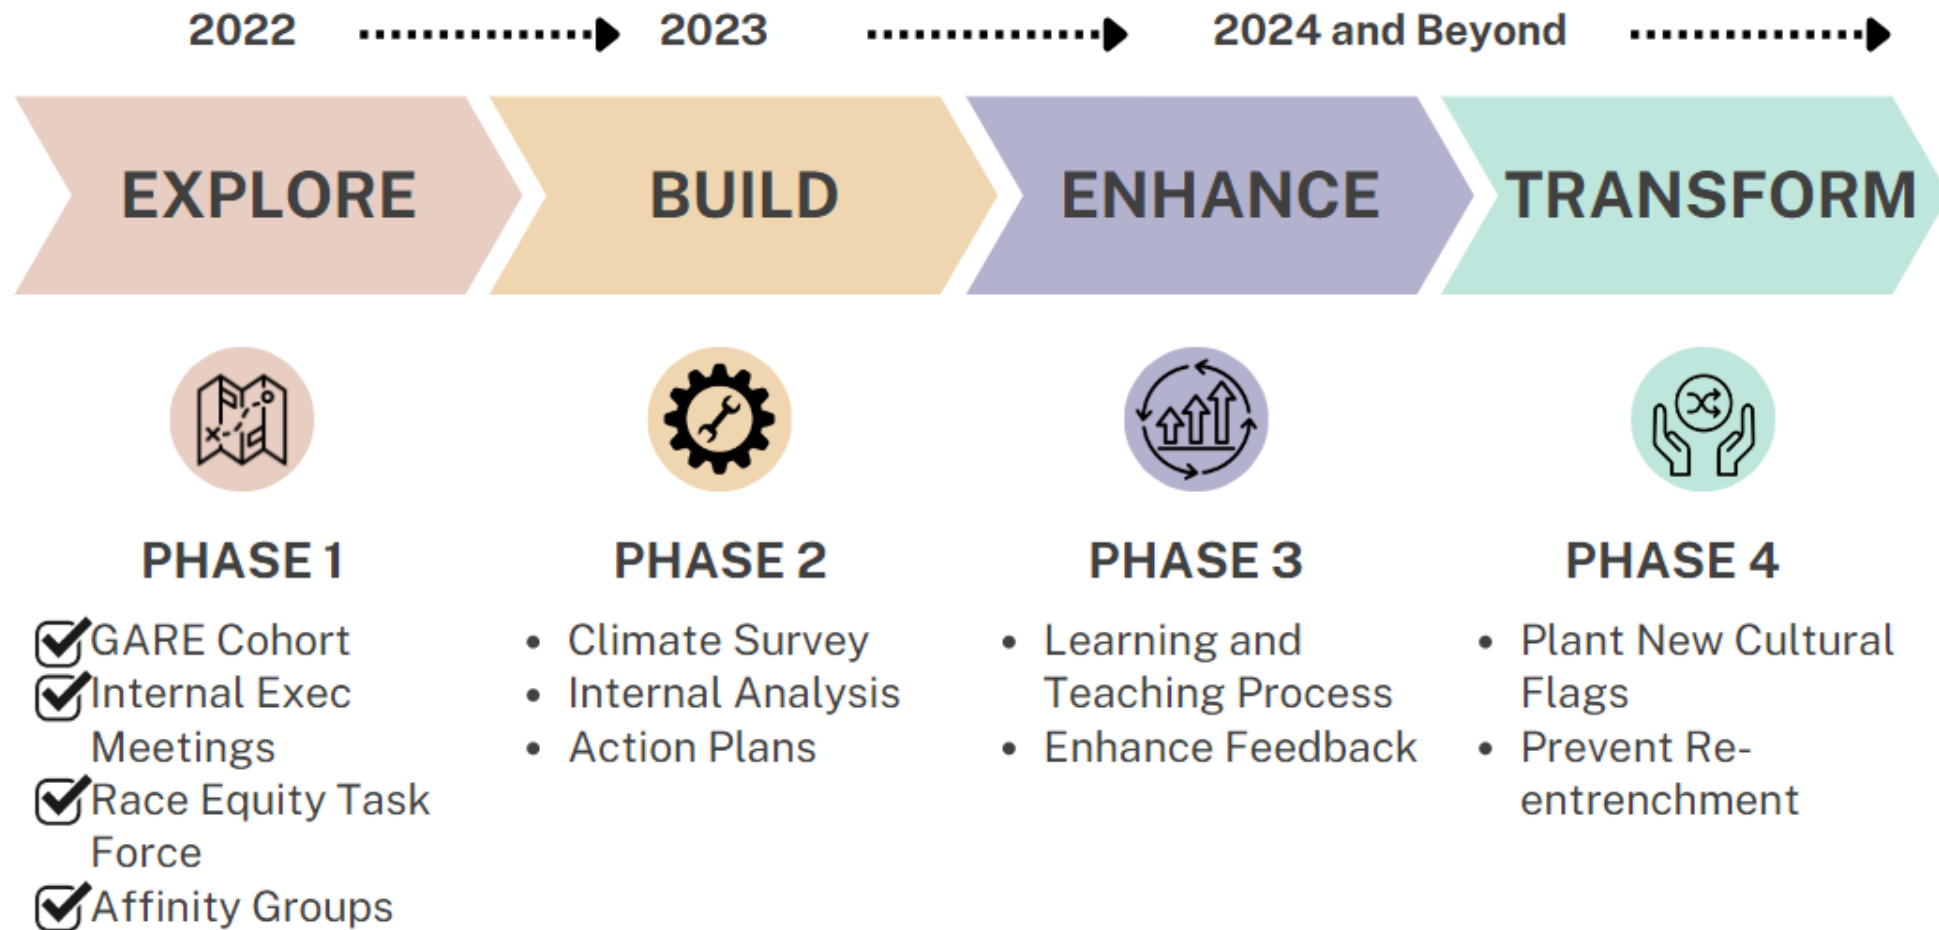 2022 2023 2024 and Beyond
EXPLORE BUILD ENHANCE TRANSFORM
PHASE 1
GARE Cohort
Internal Exec
Meetings
Race Equity Task
Force
Affinity Groups
PHASE 2
• Climate Survey
• Internal Analysis
• Action Plans
PHASE 3
• Learning and
Teaching Process
• Enhance Feedback
PHASE 4
• Plant New Cultural
Flags
• Prevent Re-
entrenchment